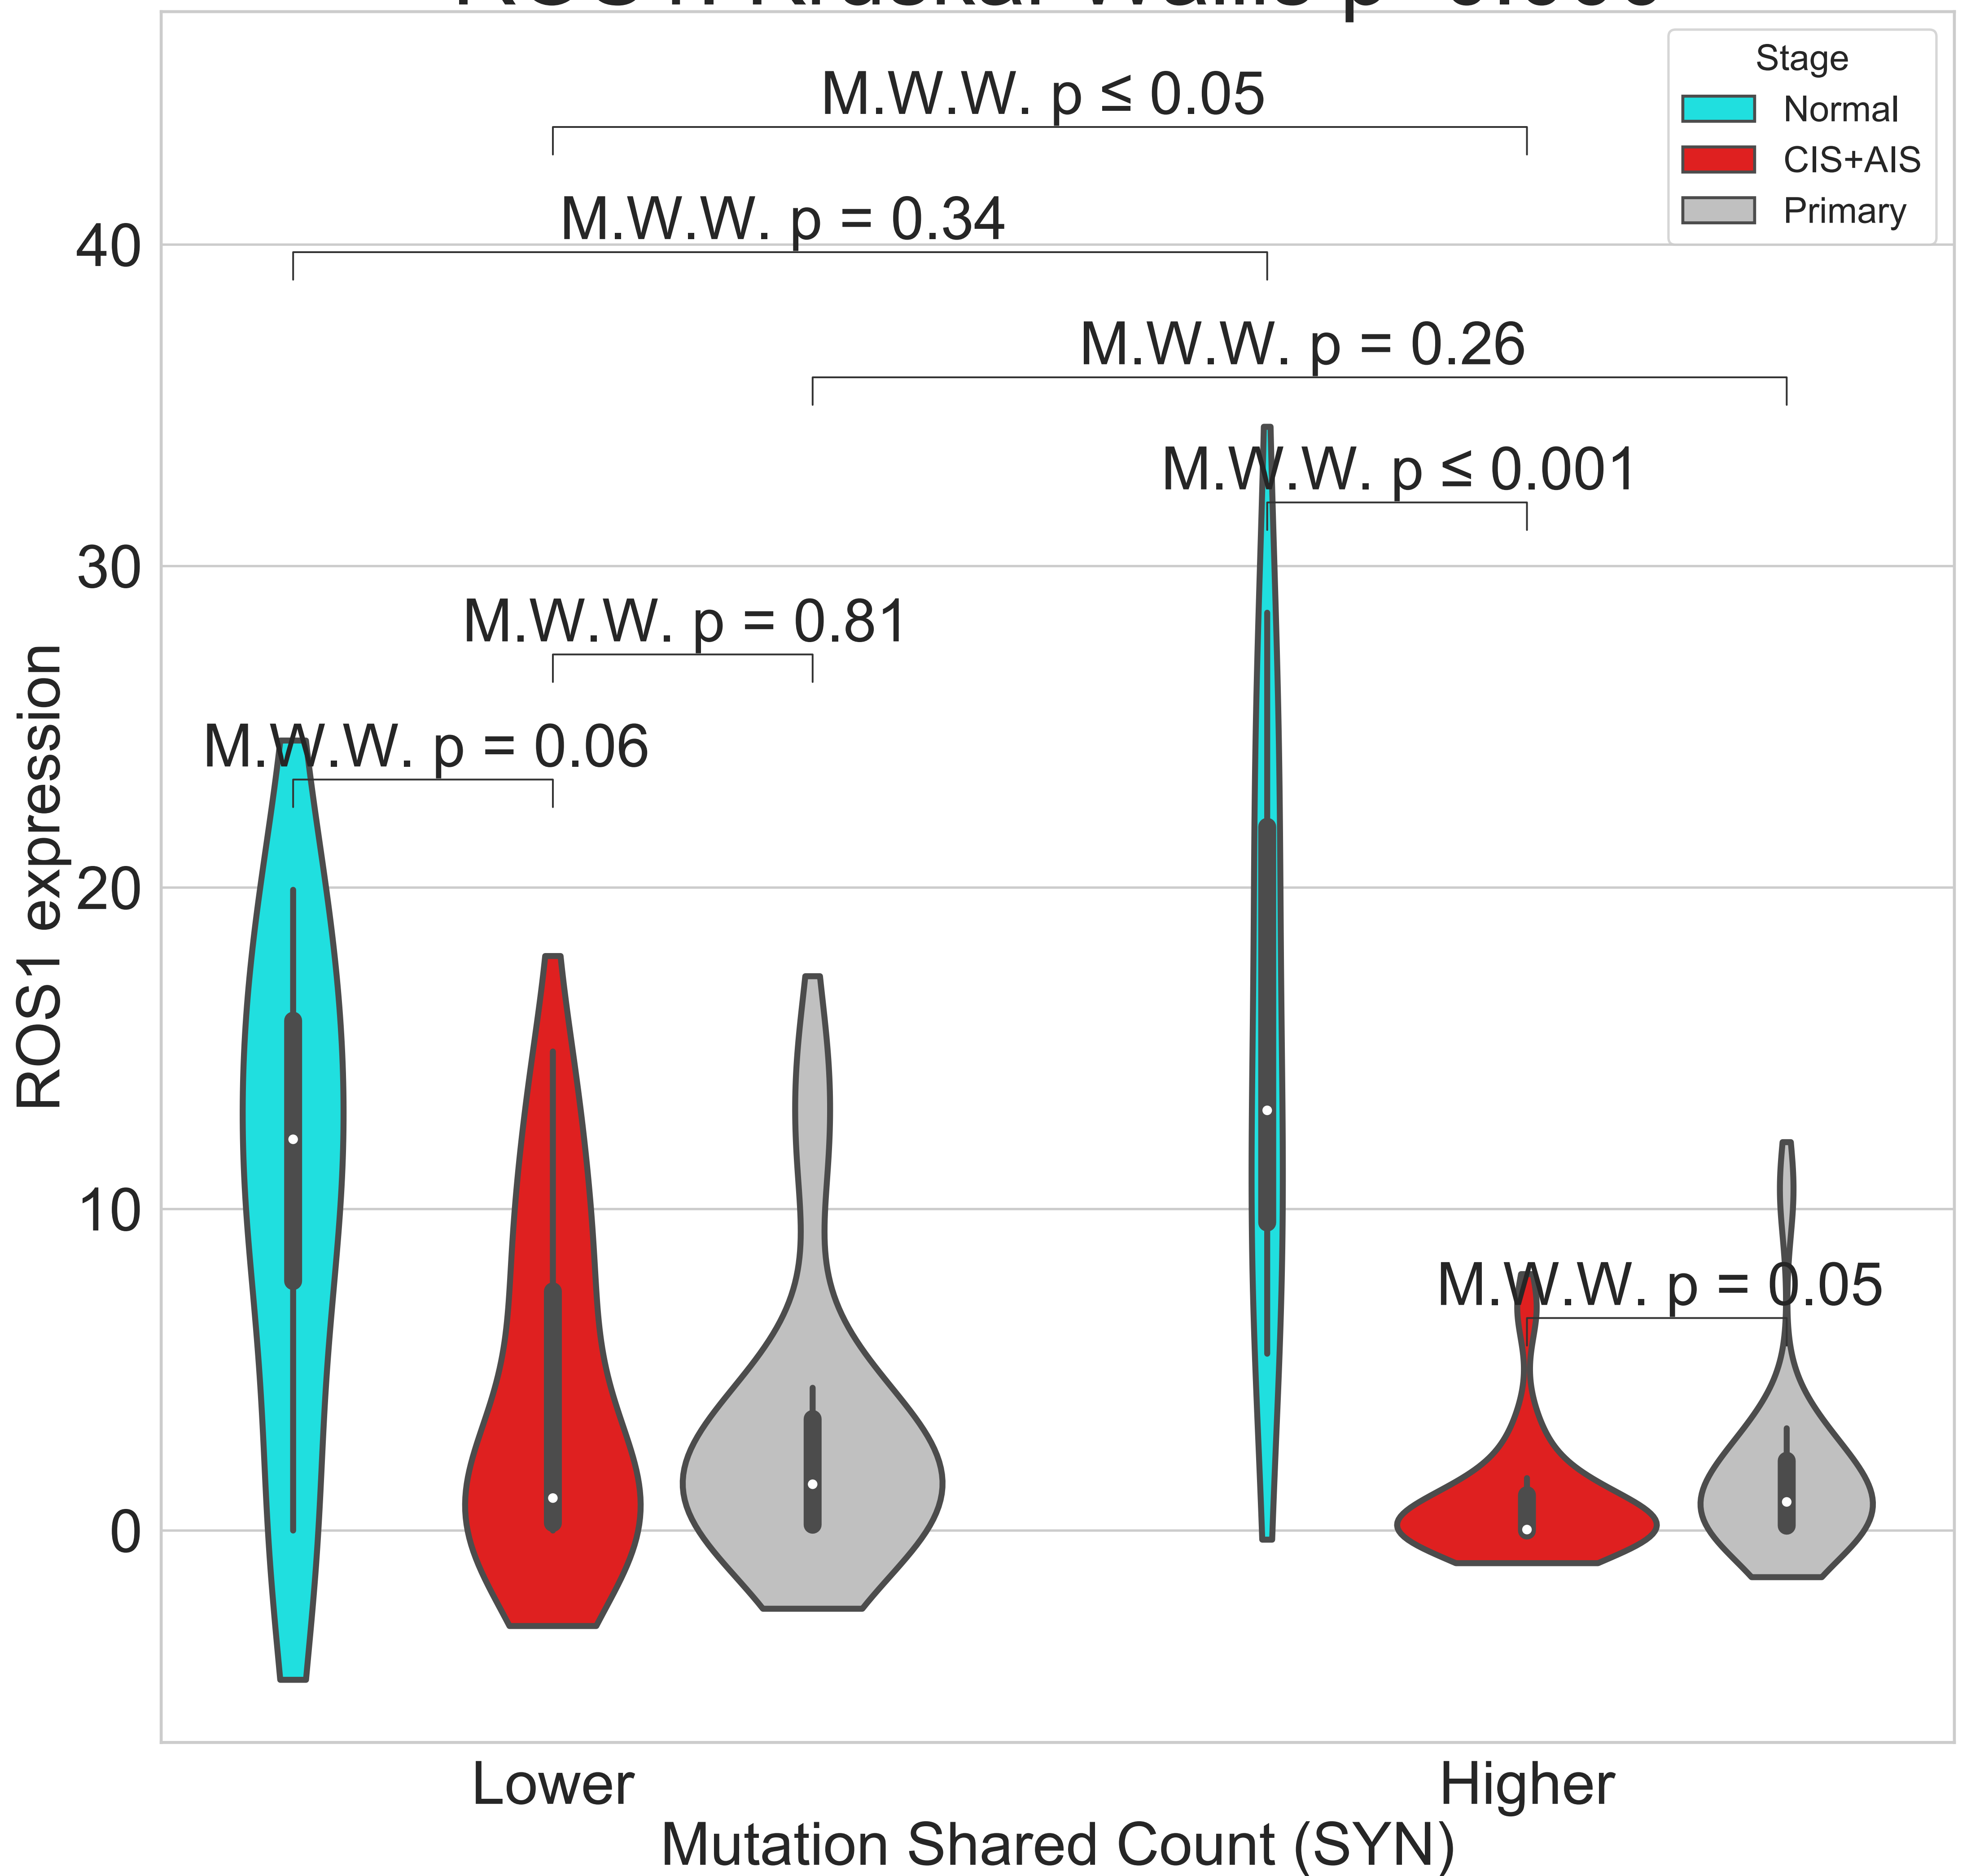 Stage
Normal
CIS+AIS
Primary
M.W.W. p ≤ 0.05
M.W.W. p = 0.34
M.W.W. p = 0.26
M.W.W. p ≤ 0.001
M.W.W. p = 0.81
M.W.W. p = 0.06
M.W.W. p = 0.05
40
30
20
10
0
ROS1 expression
Lower
Higher
Mutation Shared Count (SYN)